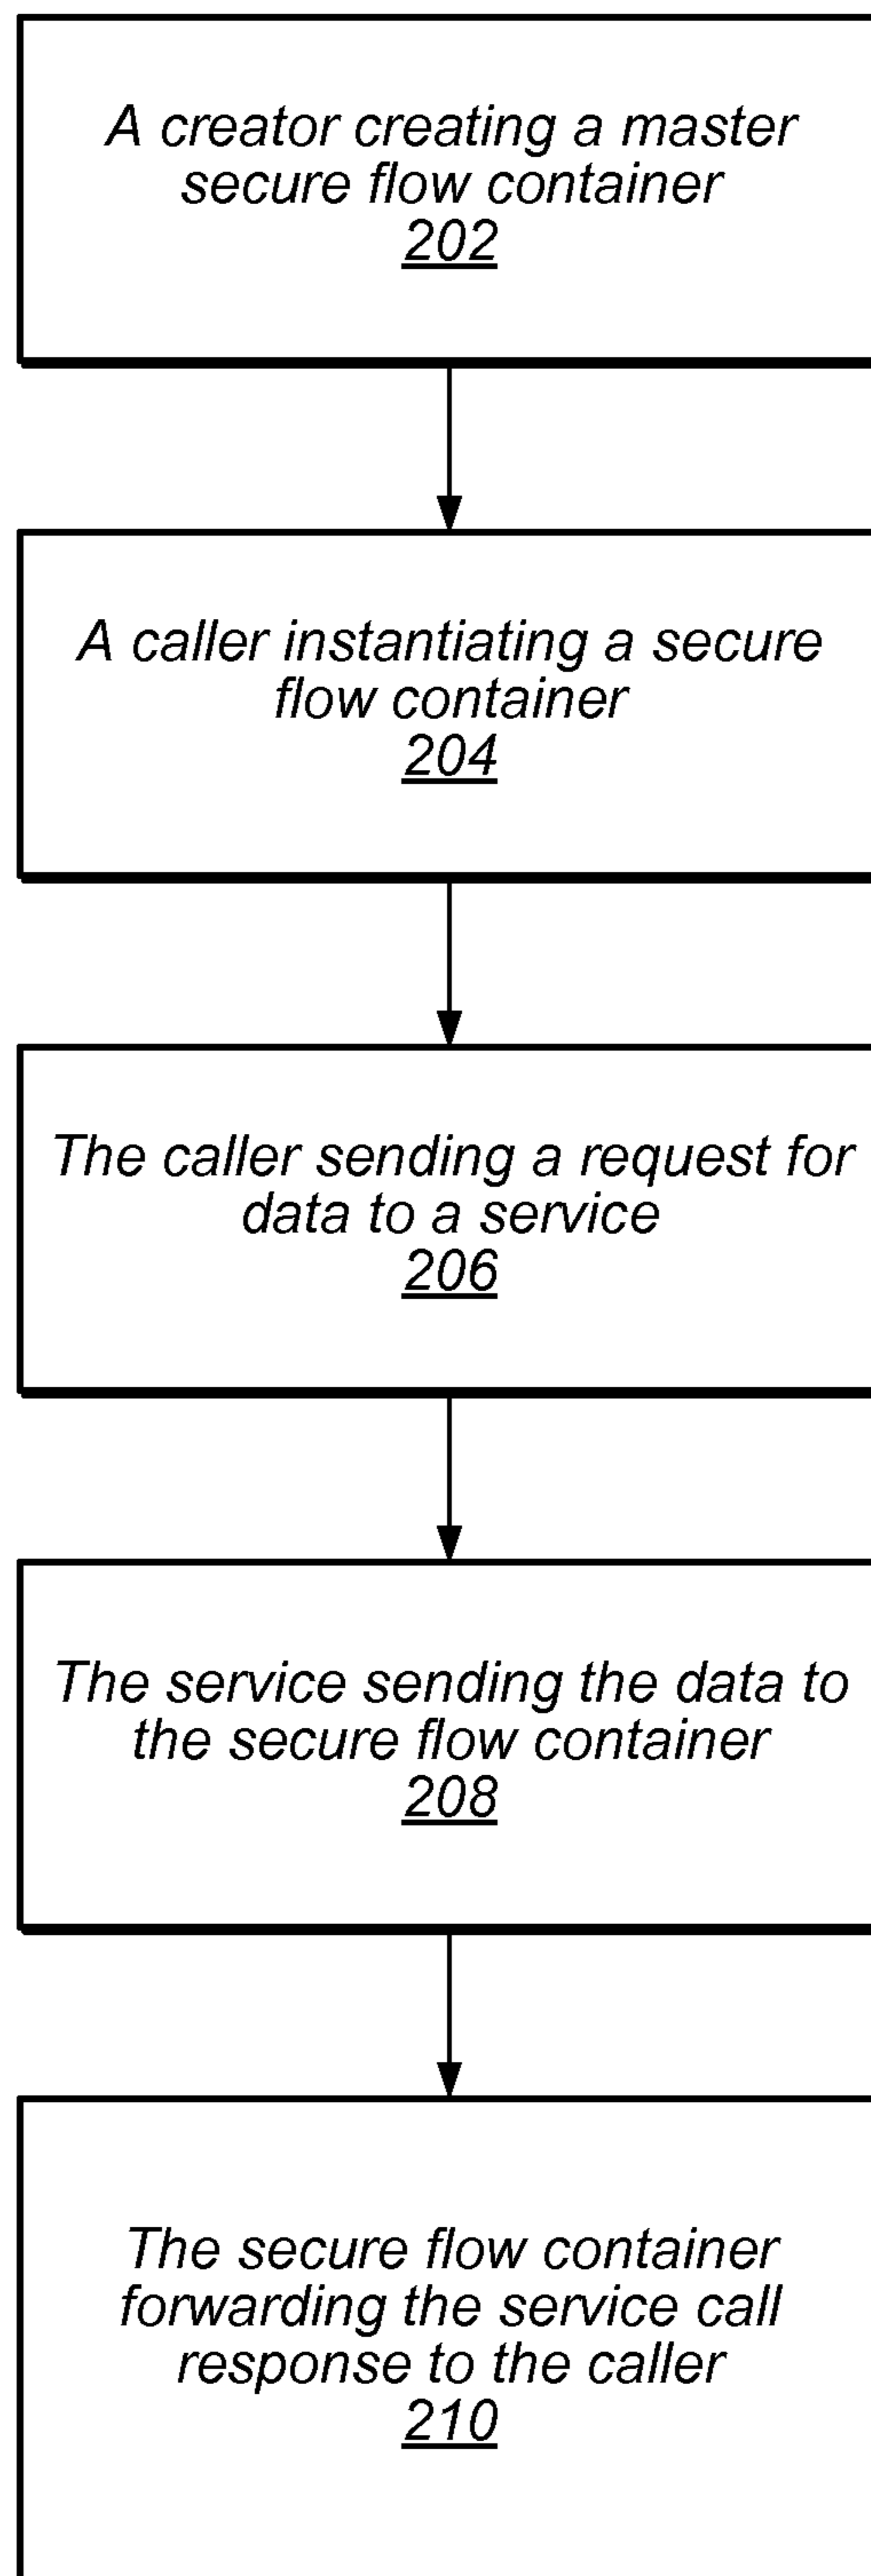 A creator creating a master
secure flow container
202
A caller instantiating a secure
flow container
204
The caller sending a request for
data to a service
206
The service sending the data to
the secure flow container
208
The secure flow container
forwarding the service call
response to the caller
210